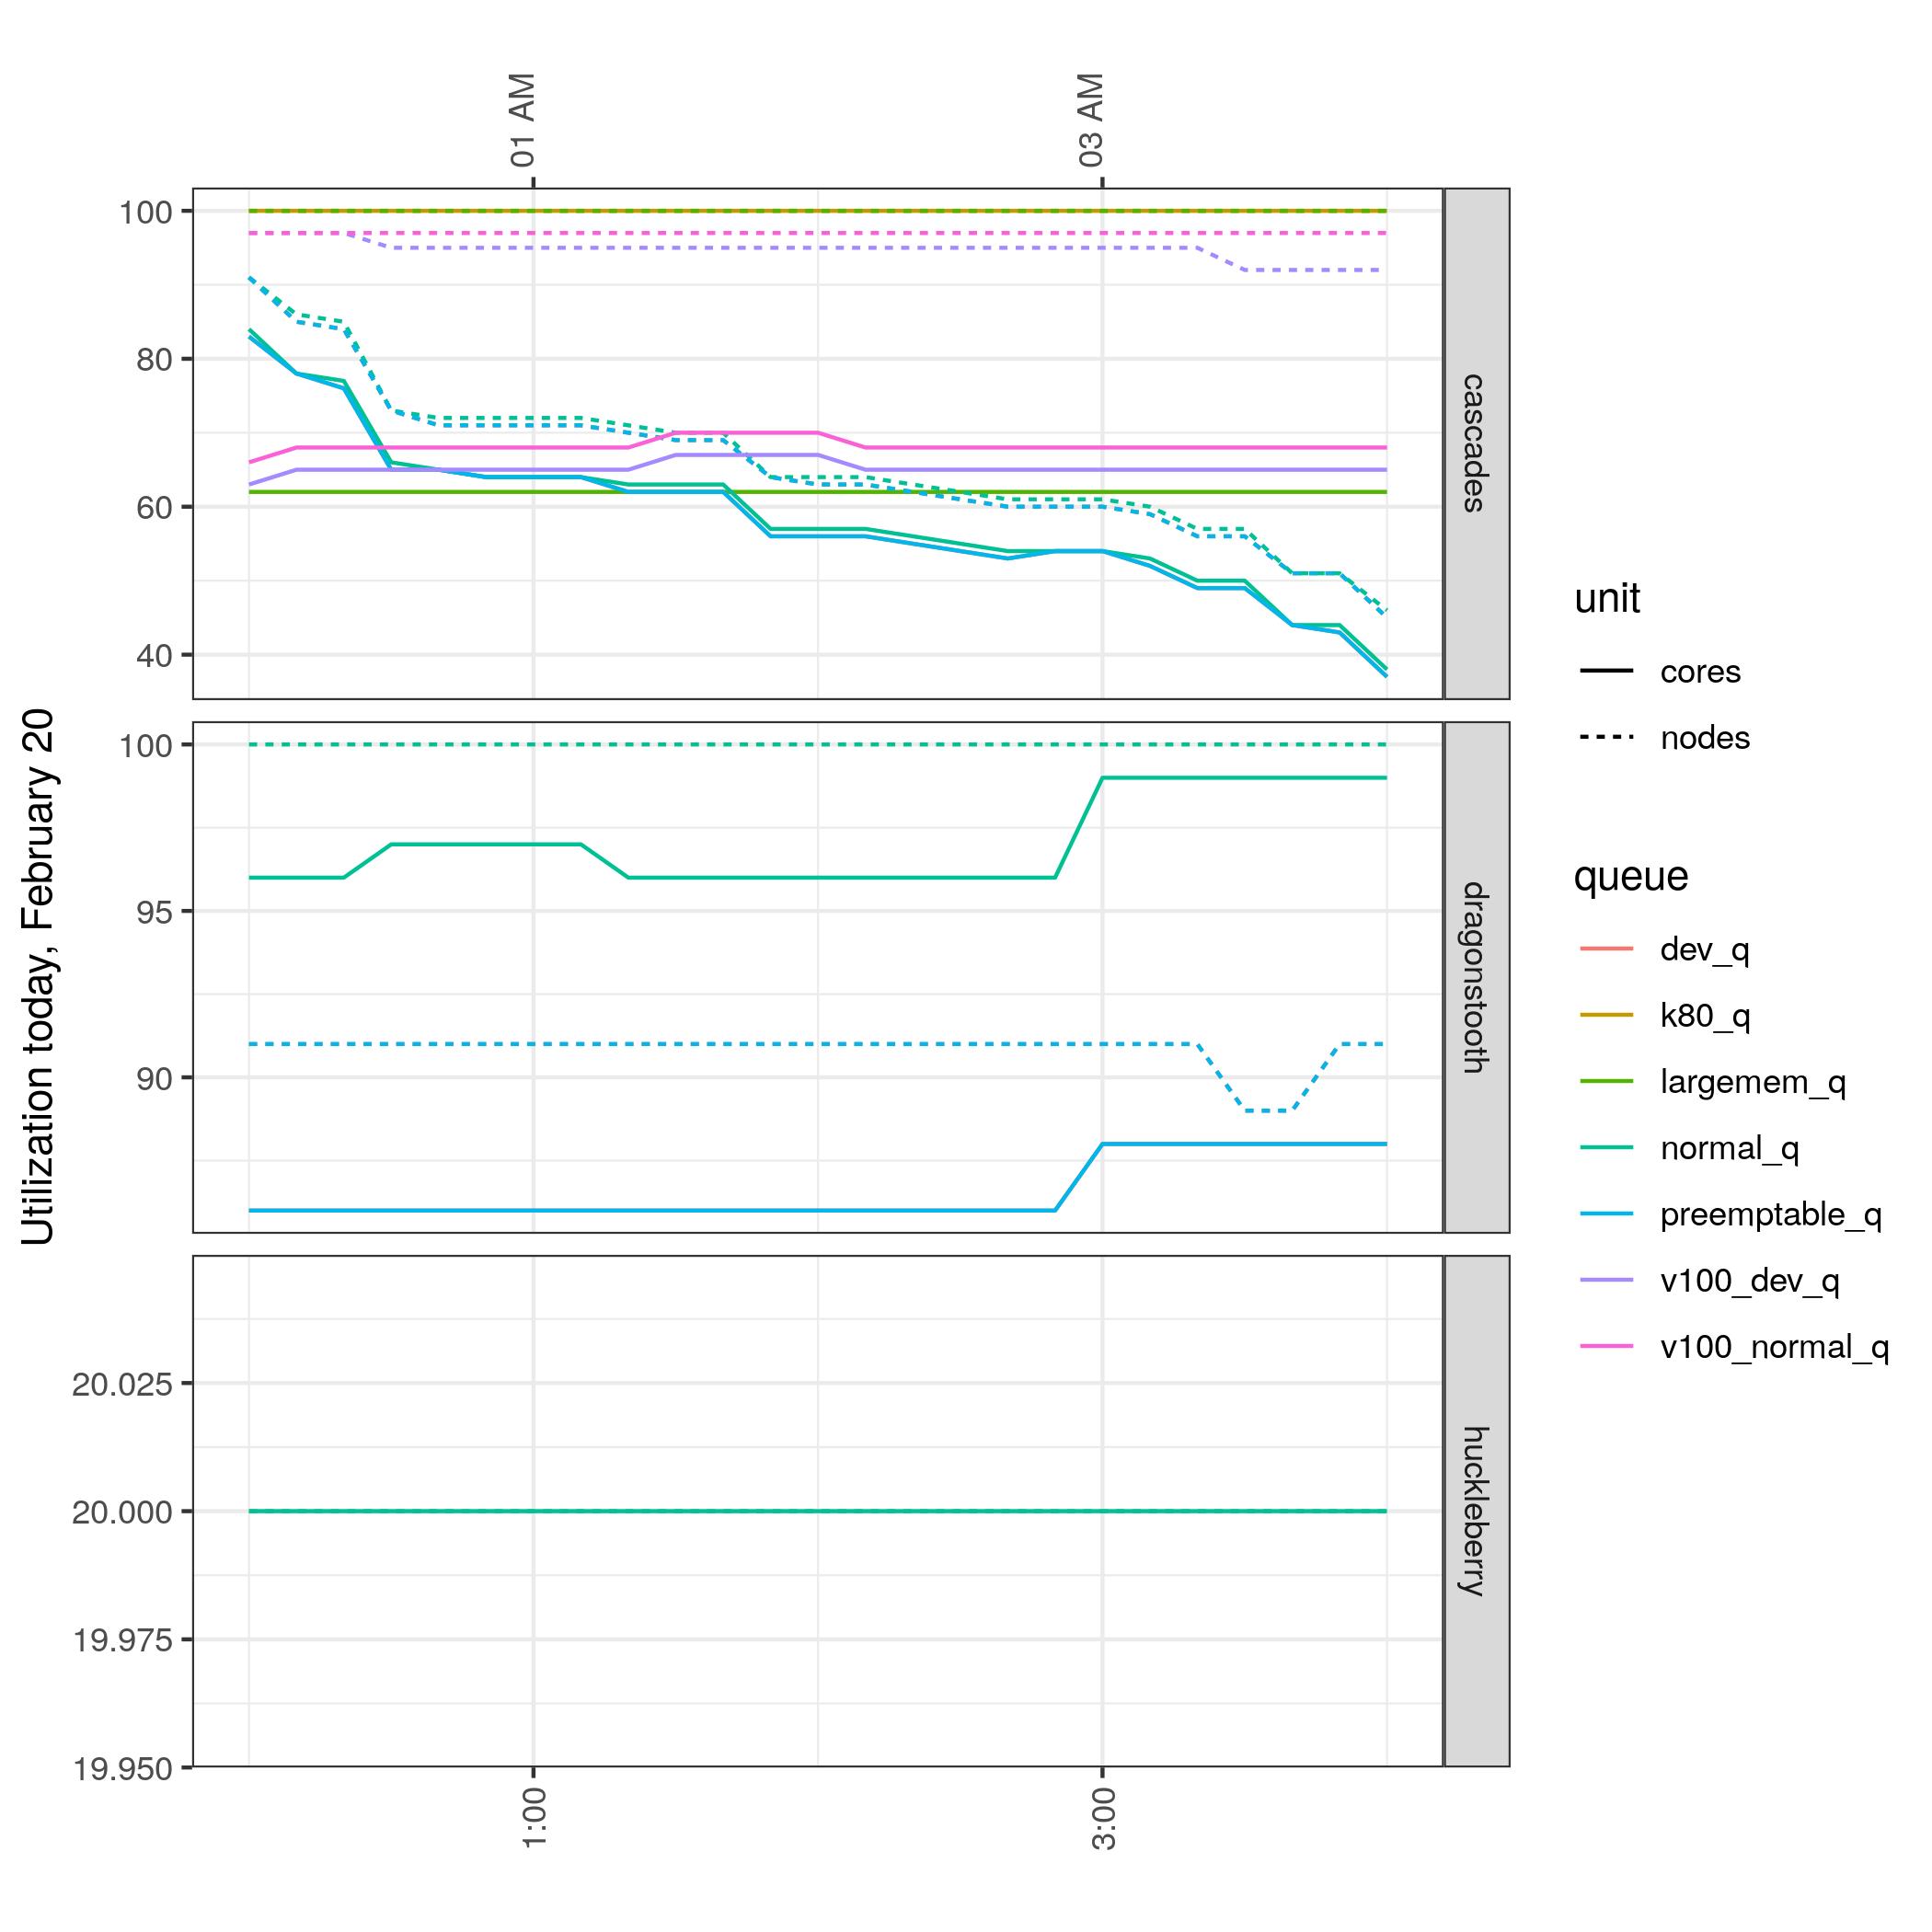 01 AM
03 AM
100
80
60
40
cascades
100
95
90
dragonstooth
20.025
20.000
19.975
19.950
huckleberry
1:00
3:00
Utilization today, February 20
unit
cores
nodes
queue
dev_q
k80_q
largemem_q
normal_q
preemptable_q
v100_dev_q
v100_normal_q